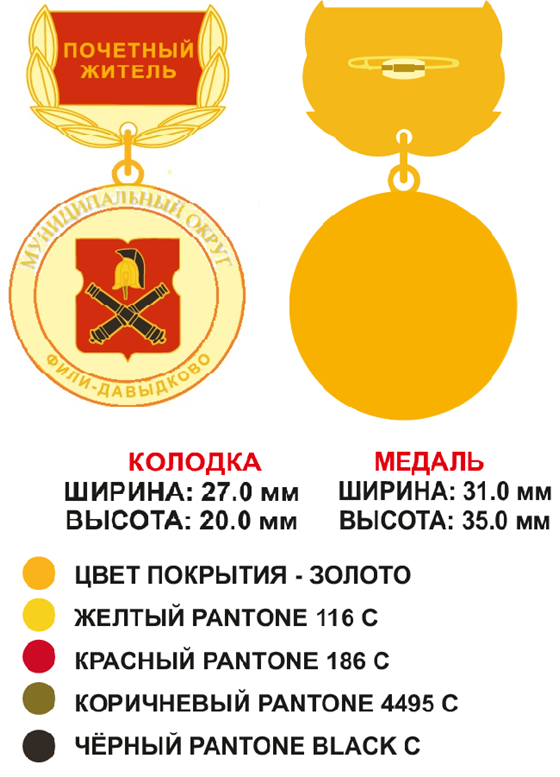 ПОЧЕТНЫЙ
ЖИТЕЛЬ
МУНИЦИПАЛЬНЫЙ ОКРУГ
ФИЛИ-ДАВЫДКОВО
КОЛОДКА
ШИРИНА: 27.0 мм
ВЫСОТА: 20.0 мм
МЕДАЛЬ
ШИРИНА: 31.0 мм
ВЫСОТА: 35.0 мм
ЦВЕТ ПОКРЫТИЯ - ЗОЛОТО
ЖЕЛТЫЙ PANTONE 116 C
КРАСНЫЙ PANTONE 186 C
КОРИЧНЕВЫЙ PANTONE 4495 C
ЧЁРНЫЙ PANTONE BLACK C